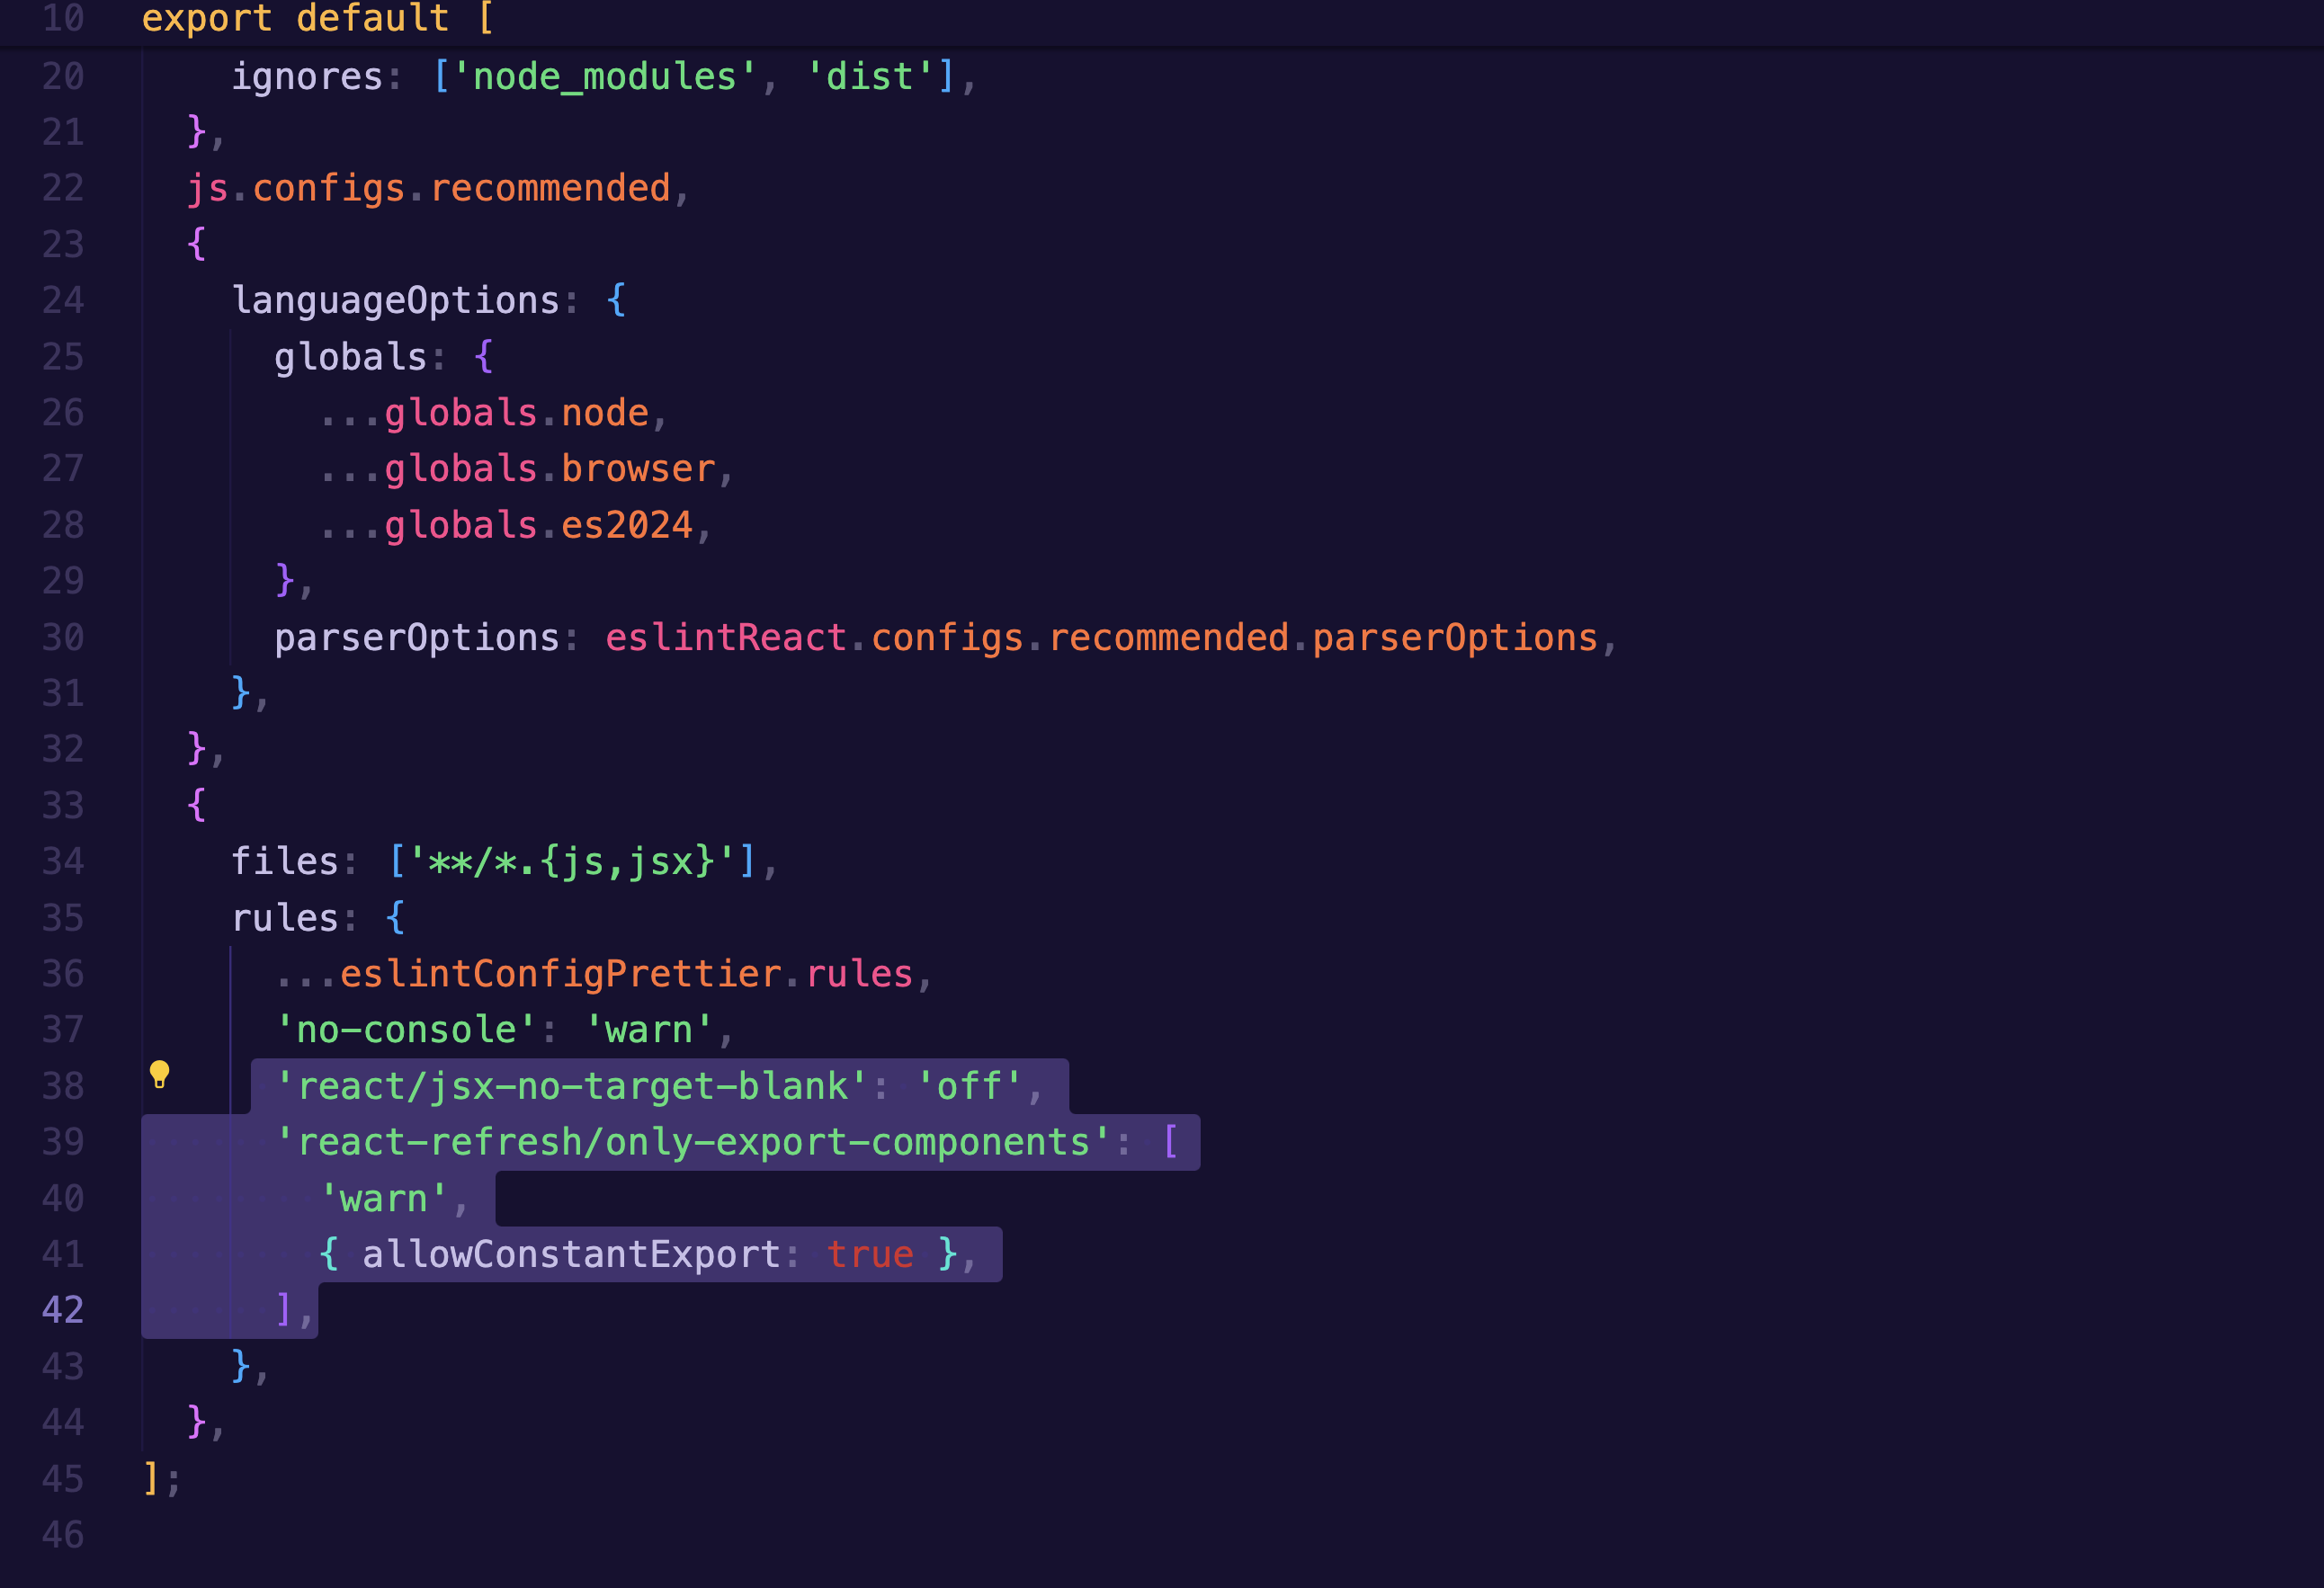 10 export default [
20 ignores: ['node_modules', 'dist'],
21 },
22 js.configs.recommended,
23 {
24 languageOptions: {
25 globals: {
26 ...globals.node,
27 ...globals.browser,
28 ...globals.es2024,
29 },
30 parserOptions: eslintReact.configs.recommended.parserOptions,
31 },
32 },
33 {
34 files: ['**/*.{js,jsx}'],
35 rules: {
36 ...eslintConfigPrettier.rules,
37 'no-console': 'warn',
38 'react/jsx-no-target-blank': 'off',
39 'react-refresh/only-export-components': [
40 'warn',
41 { allowConstantExport: true },
42 ],
43 },
44 },
45 ];
46